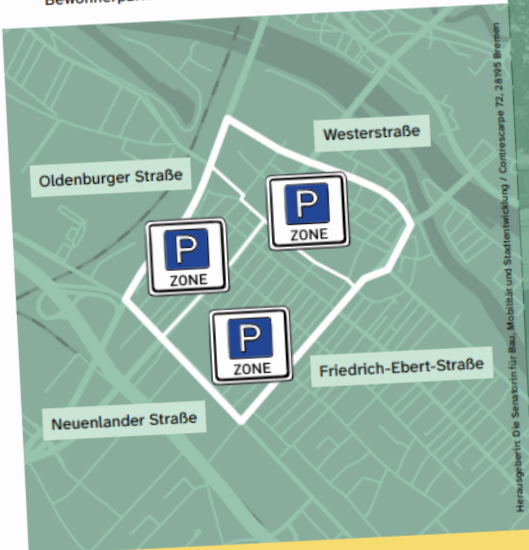 Westerstraße
Oldenburger Straße
P
ZONE
P
ZONE
P
ZONE
Friedrich-Ebert-Straße
Neuenlander Straße
Herausgeberin: Die Senatorin für Bau, Mobilität und Stadtentwicklung / Contrescarpe 72, 28195 Bremen